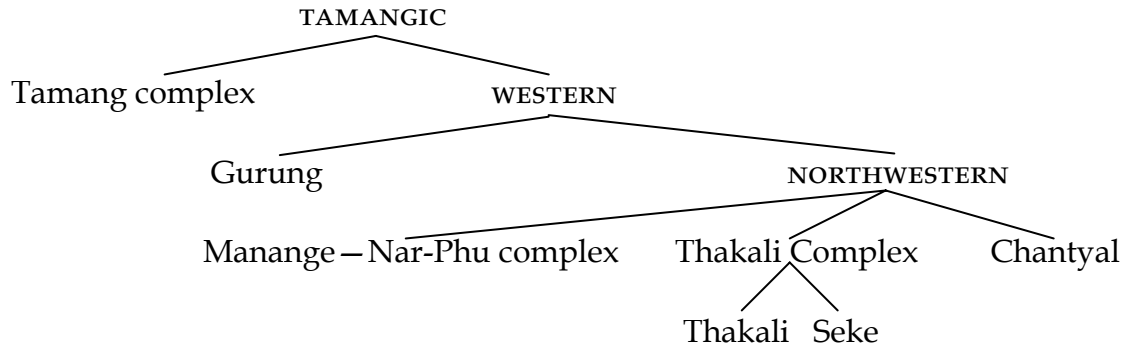 TAMANGIC
Tamang complex WESTERN
Gurung NORTHWESTERN
Manange – Nar-Phu complex Thakali Complex Chantyal
Thakali Seke